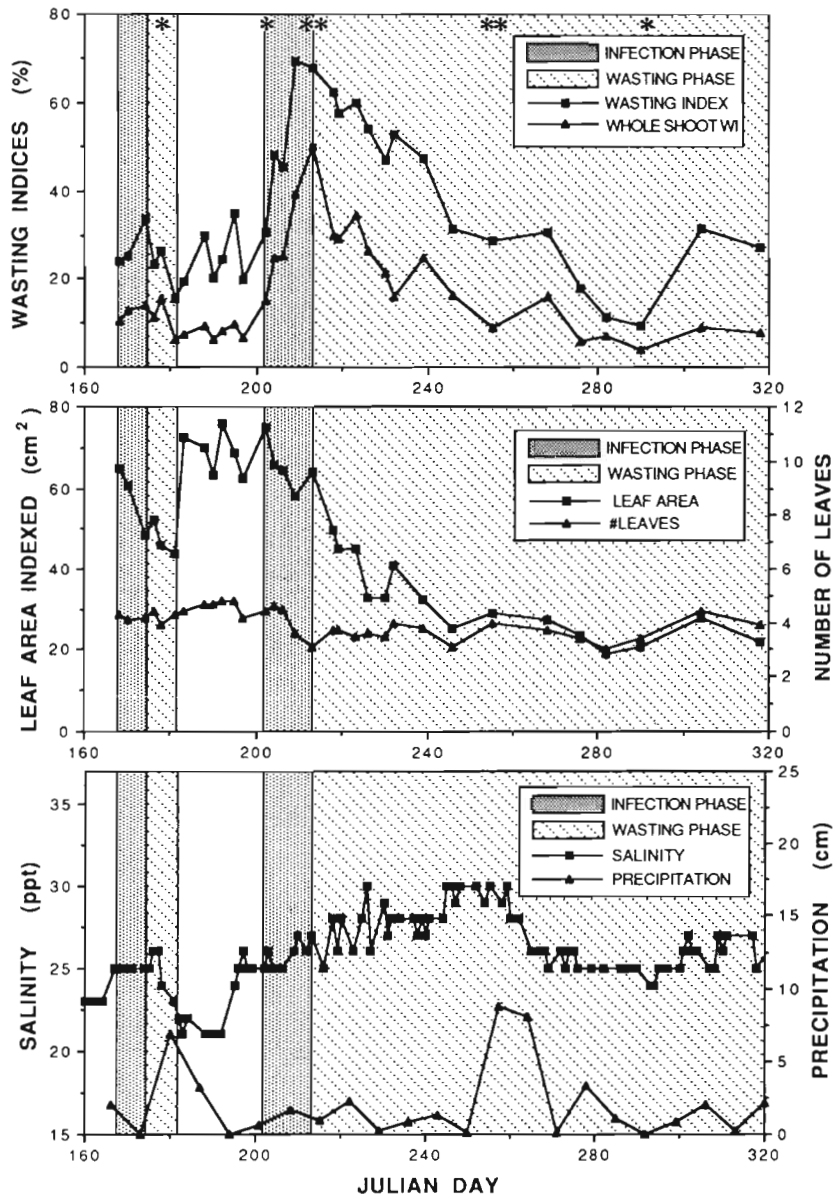 80
60
40
20
0
WASTING INDICES (%)
* * ** ** *
INFECTION PHASE
WASTING PHASE
WASTING INDEX
WHOLE SHOOT WI
160 200 240 280 320
80
60
40
20
0
LEAF AREA INDEXED (cm2)
INFECTION PHASE
WASTING PHASE
LEAF AREA
#LEAVES
12
10
8
6
4
2
0
NUMBER OF LEAVES
160 200 240 280 320
35
30
25
20
15
SALINITY (ppt)
INFECTION PHASE
WASTING PHASE
SALINITY
PRECIPITATION
25
20
15
10
5
0
PRECIPITATION (cm)
160 200 240 280 320
JULIAN DAY